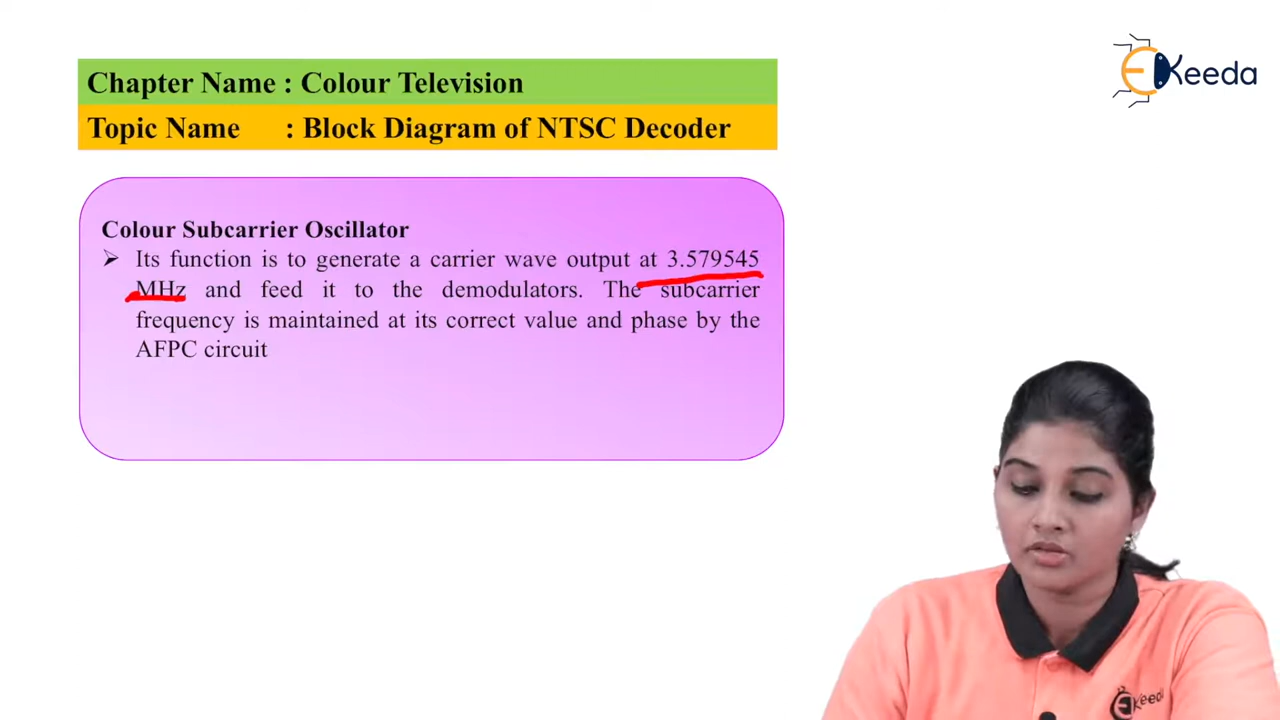 Chapter Name : Colour Television
Topic Name : Block Diagram of NTSC Decoder
EKeeda
Colour Subcarrier Oscillator
➢ Its function is to generate a carrier wave output at 3.579545
MHz and feed it to the demodulators. The subcarrier
frequency is maintained at its correct value and phase by the
AFPC circuit
EKeeda